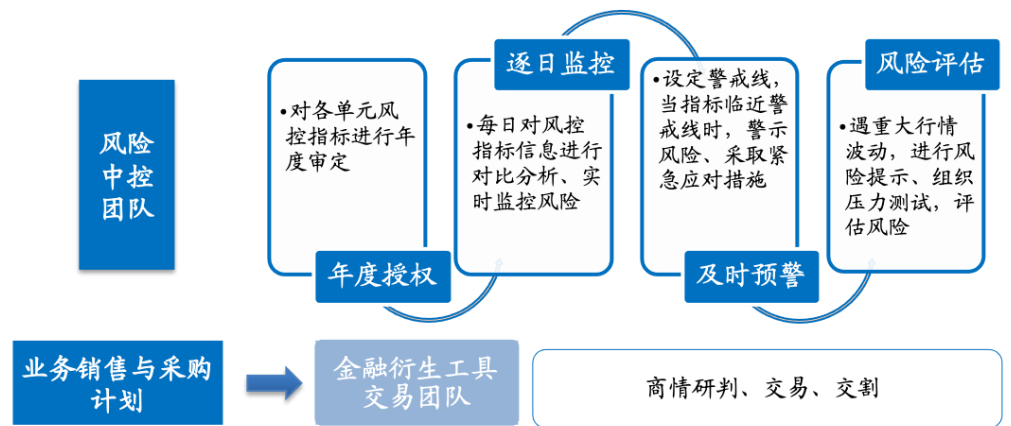 风险
中控
团队
•对各单元风
控指标进行年
度审定
年度授权
逐日监控
•每日对风控
指标信息进行
对比分析、实
时监控风险
•设定警戒线，
当指标临近警
戒线时，警示
风险、采取紧
急应对措施
及时预警
风险评估
•遇重大行情
波动，进行风
险提示、组织
压力测试，评
估风险
业务销售与采购
计划
金融衍生工具
交易团队
商情研判、交易、交割